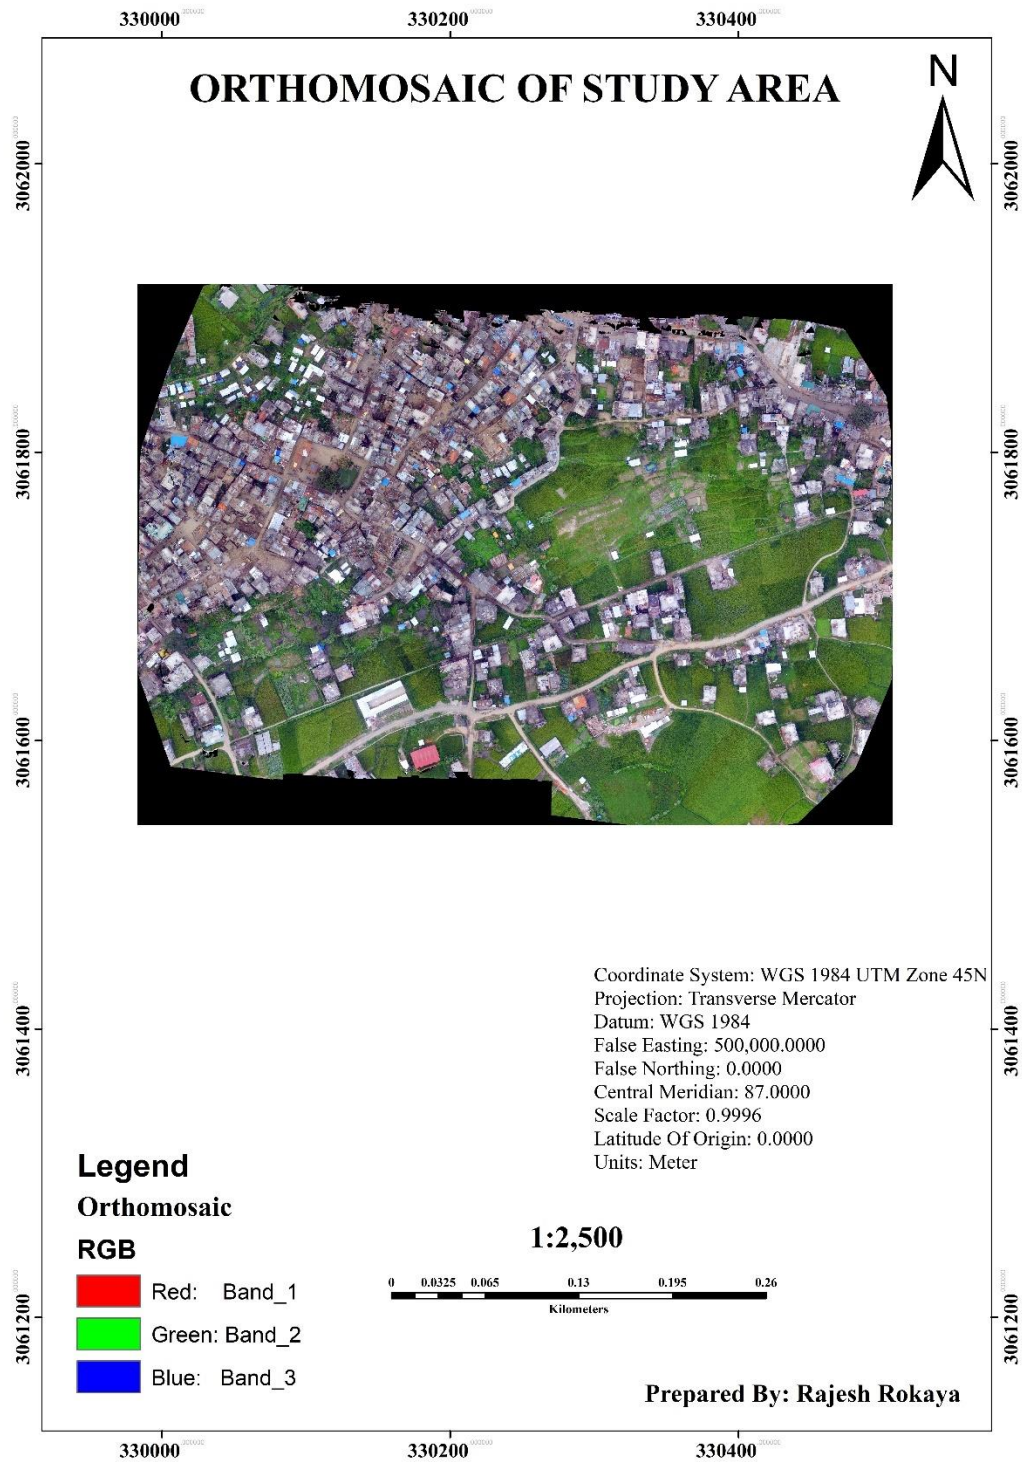 330000 330200 330400
ORTHOMOSAIC OF STUDY AREA
N
3062000 3062000
3061800 3061800
3061600 3061600
Coordinate System: WGS 1984 UTM Zone 45N
Projection: Transverse Mercator
Datum: WGS 1984
3061400 3061400
False Easting: 500,000.0000
False Northing: 0.0000
Central Meridian: 87.0000
Scale Factor: 0.9996
Latitude Of Origin: 0.0000
Units: Meter
Legend
Orthomosaic
RGB
Red: Band_1
Green: Band_2
Blue: Band_3
1:2,500
0 0.0325 0.065 0.13 0.195 0.26
Kilometers
3061200 3061200
Prepared By: Rajesh Rokaya
330000 330200 330400